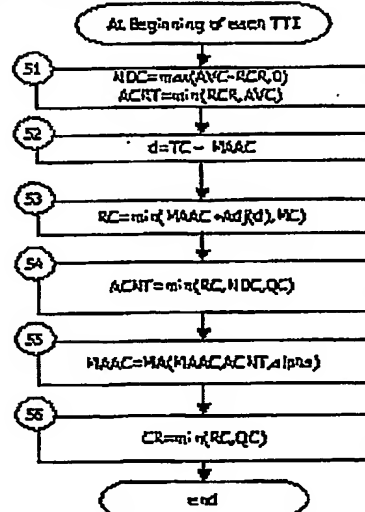 At Beginning of each TTI
51
NDC=max(AVC-RCR,0)
ACRT=min(RCR,AVC)
52
d=TC- MAAC
53
RC=min(MAAC+Adj(d),MC)
54
ACNT=min(RC,NDC,QC)
55
MAAC=MA(MAAC,ACNT,alpha)
56
CR=min(RC,QC)
end